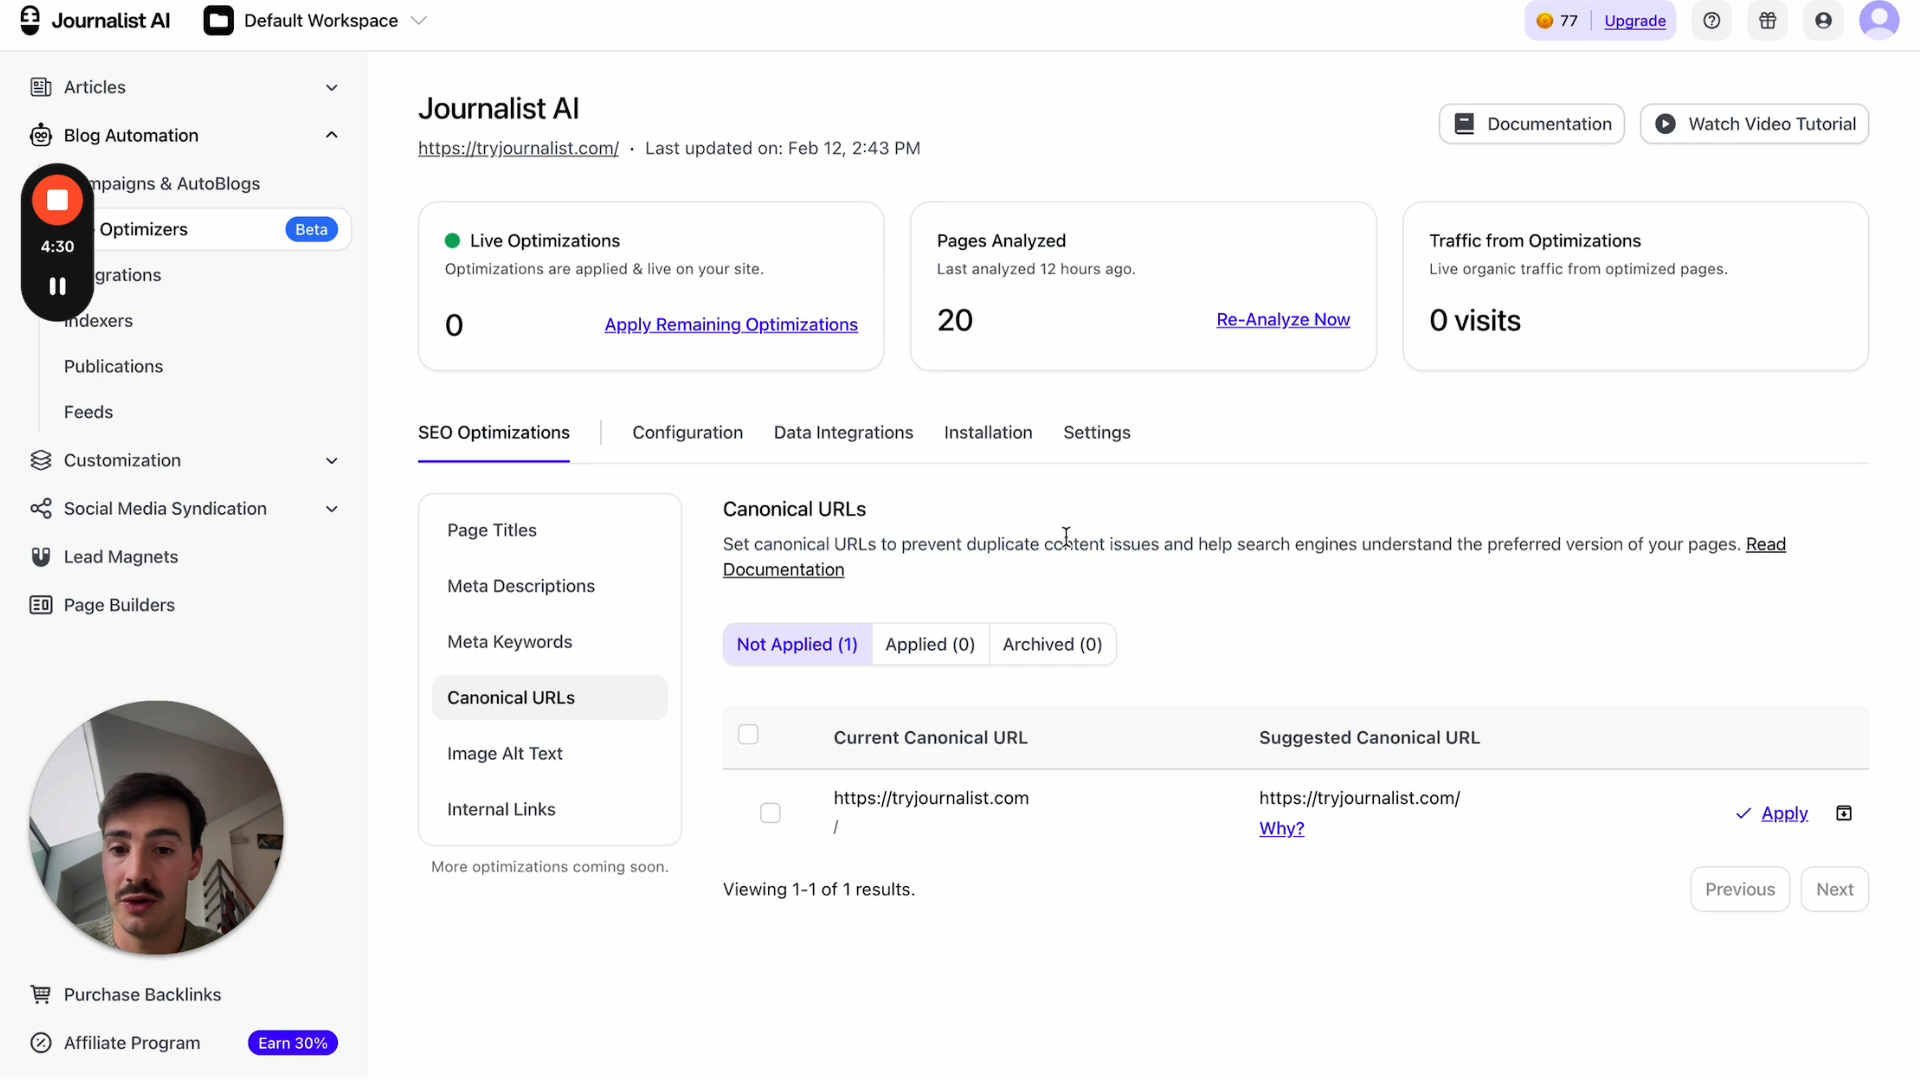 Journalist AI
Default Workspace
77
Upgrade
Articles
Blog Automation
mpaigns & AutoBlogs
Optimizers
Beta
4:30
grations
Indexers
Publications
Feeds
Customization
Social Media Syndication
Lead Magnets
Page Builders
Purchase Backlinks
Affiliate Program
Earn 30%
Journalist AI
https://tryjournalist.com/ · Last updated on: Feb 12, 2:43 PM
Documentation
Watch Video Tutorial
Live Optimizations
Optimizations are applied & live on your site.
0
Apply Remaining Optimizations
Pages Analyzed
Last analyzed 12 hours ago.
20
Re-Analyze Now
Traffic from Optimizations
Live organic traffic from optimized pages.
0 visits
SEO Optimizations
Configuration
Data Integrations
Installation
Settings
Page Titles
Meta Descriptions
Meta Keywords
Canonical URLs
Image Alt Text
Internal Links
More optimizations coming soon.
Canonical URLs
Set canonical URLs to prevent duplicate content issues and help search engines understand the preferred version of your pages. Read
Documentation
Not Applied (1)
Applied (0)
Archived (0)
Current Canonical URL
Suggested Canonical URL
https://tryjournalist.com
/
https://tryjournalist.com/
Why?
Apply
Viewing 1-1 of 1 results.
Previous
Next